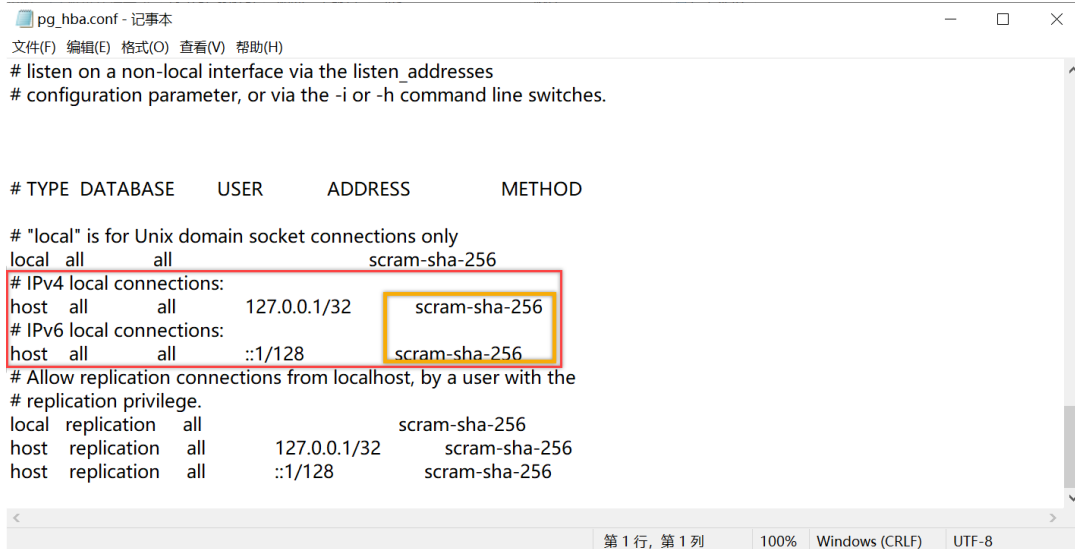 pg_hba.conf - 记事本
文件(F) 编辑(E) 格式(O) 查看(V) 帮助(H)
# listen on a non-local interface via the listen_addresses
# configuration parameter, or via the -i or -h command line switches.
# TYPE DATABASE USER ADDRESS METHOD
# "local" is for Unix domain socket connections only
local all all scram-sha-256
# IPv4 local connections:
host all all 127.0.0.1/32 scram-sha-256
# IPv6 local connections:
host all all ::1/128 scram-sha-256
# Allow replication connections from localhost, by a user with the
# replication privilege.
local replication all scram-sha-256
host replication all 127.0.0.1/32 scram-sha-256
host replication all ::1/128 scram-sha-256
第 1 行，第 1 列 100% Windows (CRLF) UTF-8